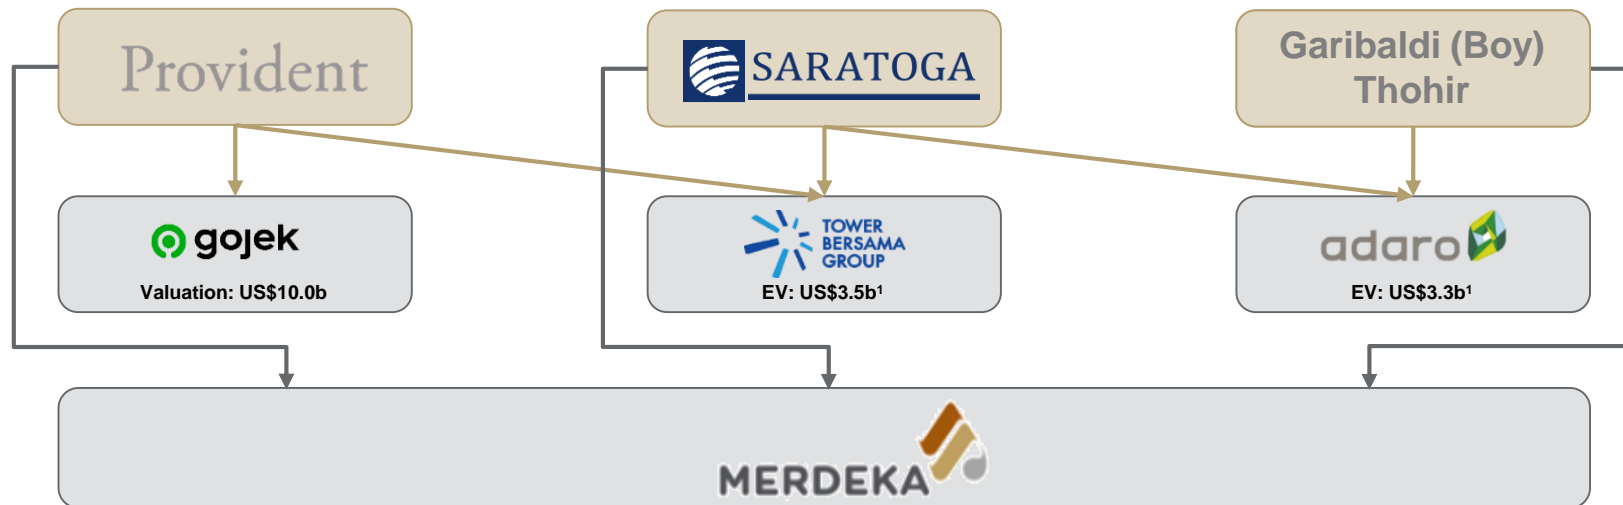 Provident
SARATOGA
Garibaldi (Boy)
Thohir
gojek
Valuation: US$10.0b
TOWER
BERSAMA
GROUP
EV: US$3.5b¹
adaro
EV: US$3.3b¹
MERDEKA